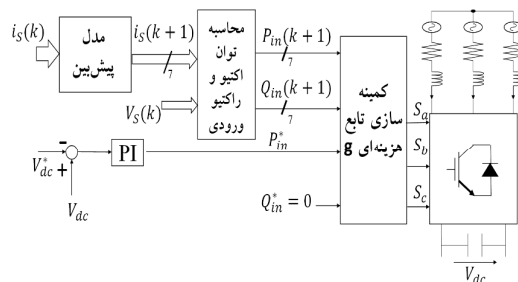 i_S(k)
مدل
پیش‌بین
i_S(k+1)
7
V_S(k)
محاسبه
توان
اکتیو و
راکتیو
ورودی
P_in(k+1)
7
Q_in(k+1)
7
P*_in
Q*_in = 0
کمینه
سازی تابع
هزینه‌ای
g
S_a
S_b
S_c
-
V*_dc +
PI
V_dc
V_dc